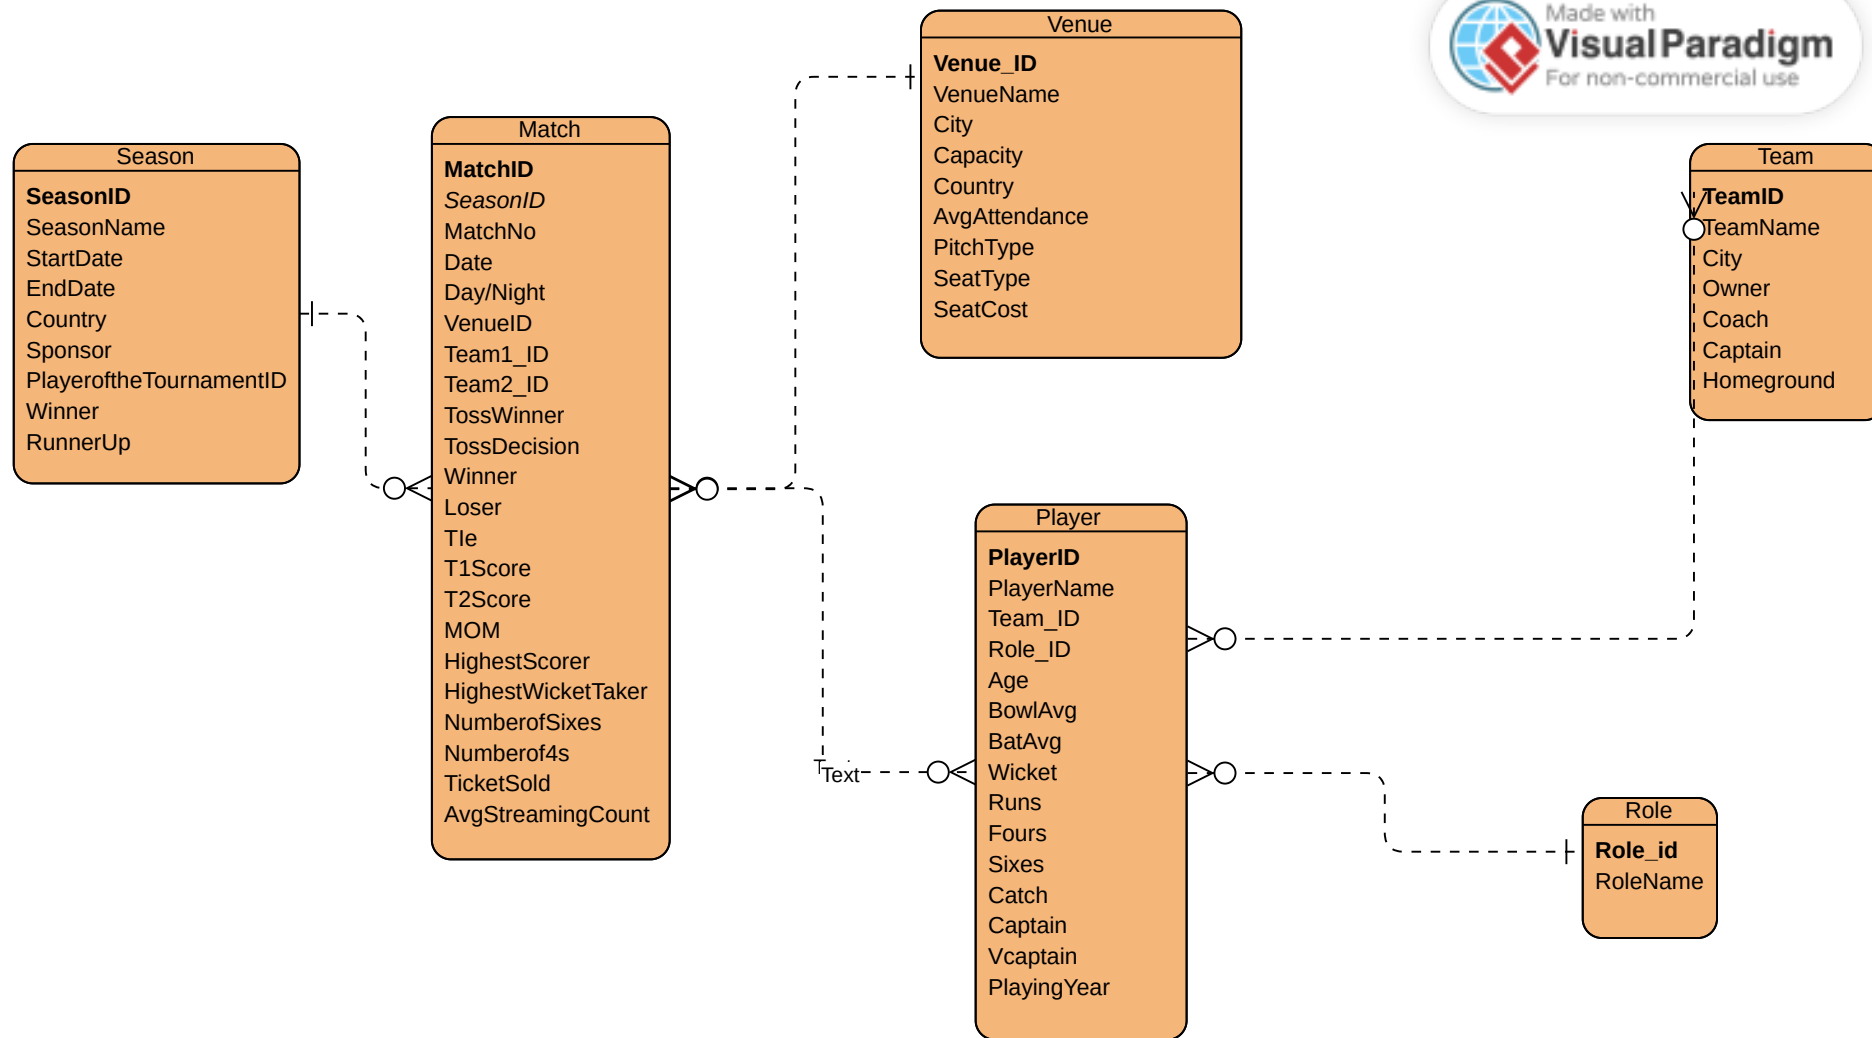 Made with
Visual Paradigm
For non-commercial use
Season
SeasonID
SeasonName
StartDate
EndDate
Country
Sponsor
PlayeroftheTournamentID
Winner
RunnerUp
Match
MatchID
SeasonID
MatchNo
Date
Day/Night
VenueID
Team1_ID
Team2_ID
TossWinner
TossDecision
Winner
Loser
TIe
T1Score
T2Score
MOM
HighestScorer
HighestWicketTaker
NumberofSixes
Numberof4s
TicketSold
AvgStreamingCount
Venue
Venue_ID
VenueName
City
Capacity
Country
AvgAttendance
PitchType
SeatType
SeatCost
Text
Player
PlayerID
PlayerName
Team_ID
Role_ID
Age
BowlAvg
BatAvg
Wicket
Runs
Fours
Sixes
Catch
Captain
Vcaptain
PlayingYear
Team
TeamID
TeamName
City
Owner
Coach
Captain
Homeground
Role
Role_id
RoleName